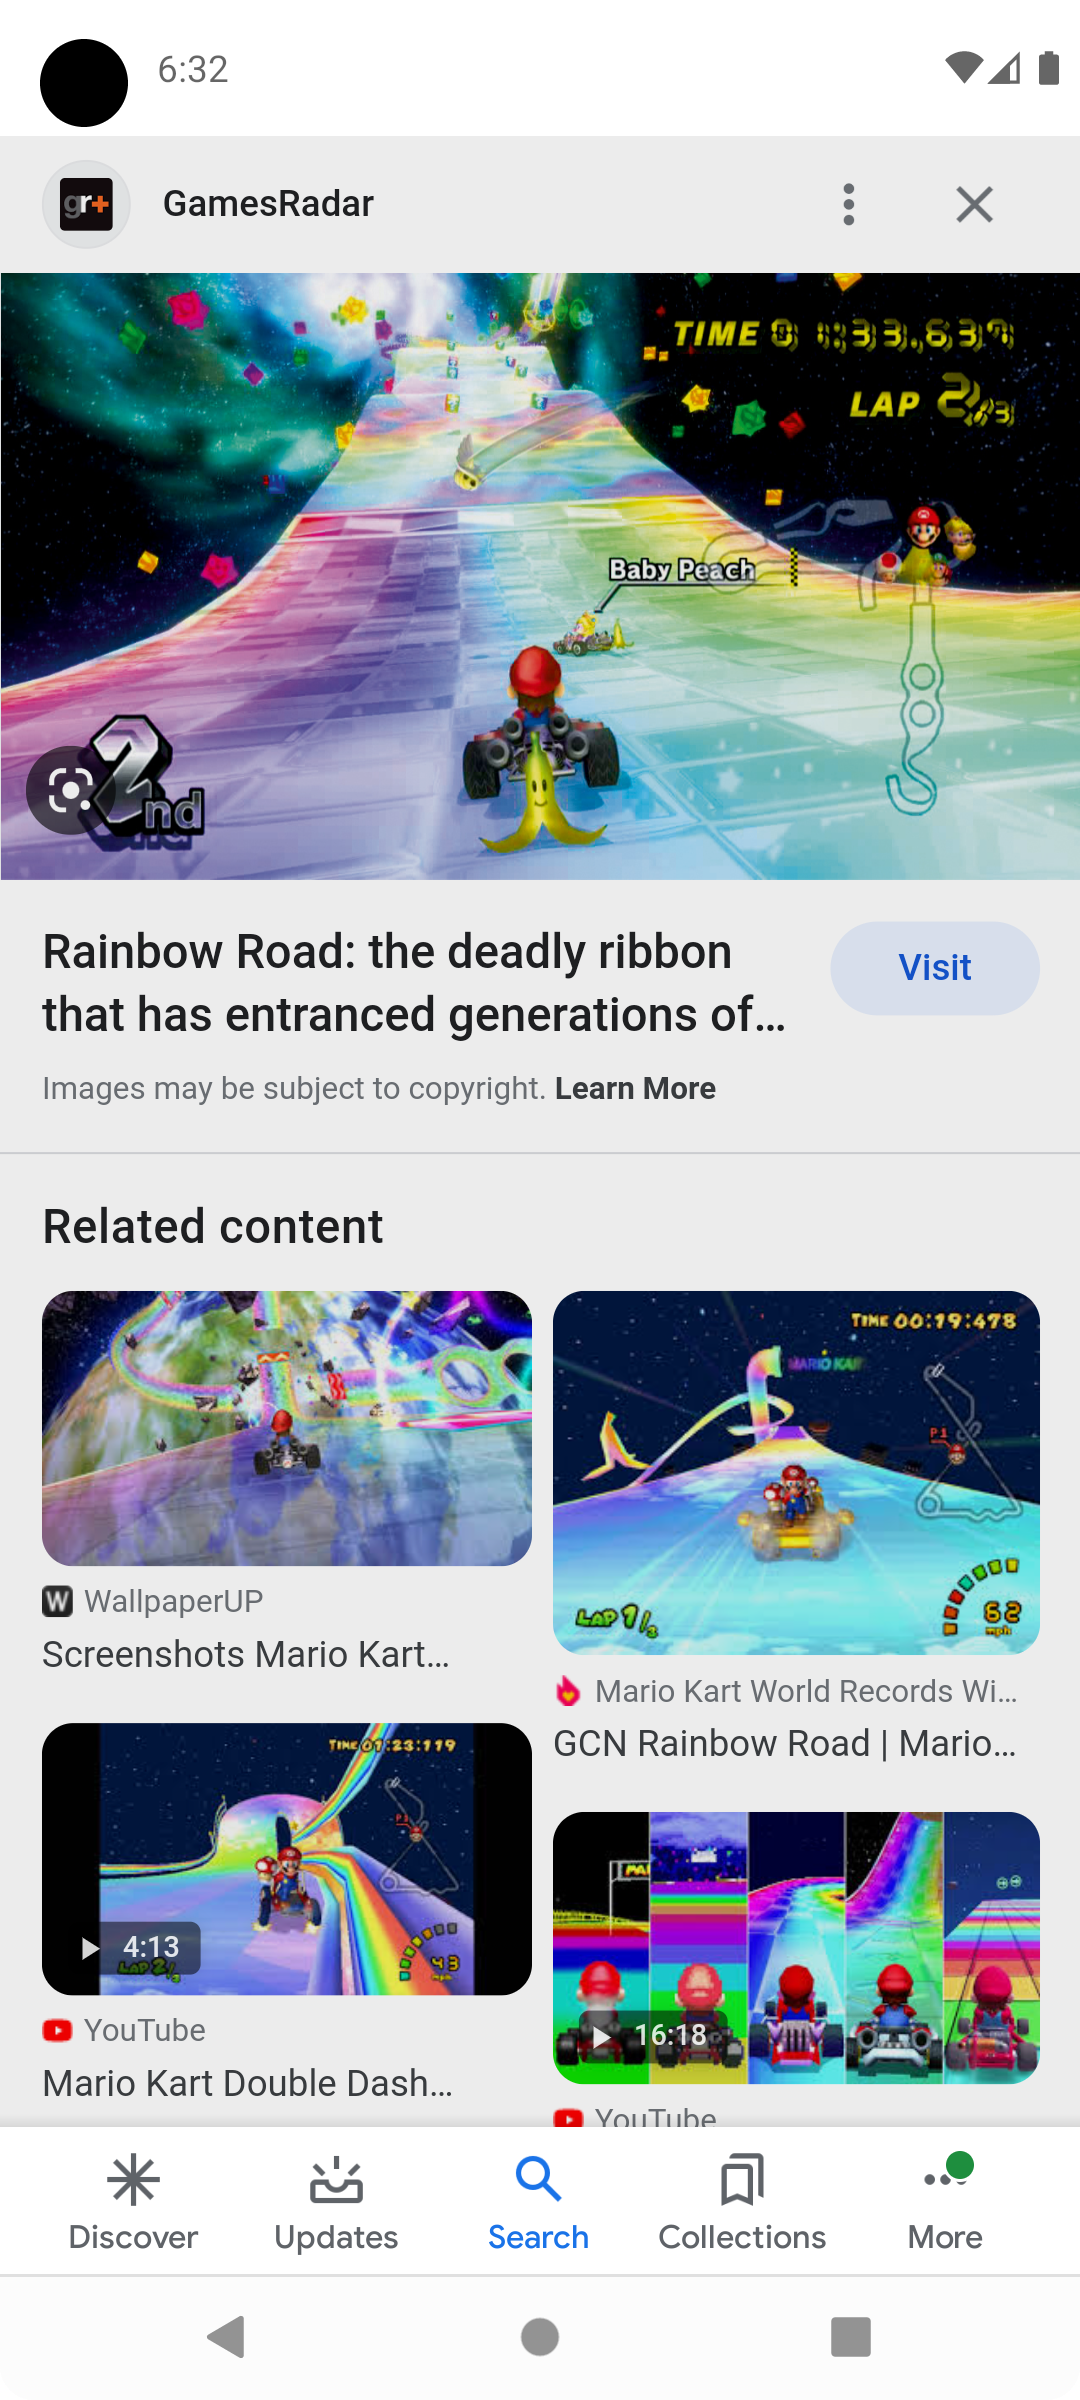 6:32
gr+
GamesRadar
TIME
LAP 2/3
Baby Peach
2nd
Rainbow Road: the deadly ribbon
that has entranced generations of…
Visit
Images may be subject to copyright. Learn More
Related content
TIME 00:19:478
MARIO KART
P1
LAP 1/3
62
mph
W WallpaperUP
Screenshots Mario Kart…
Mario Kart World Records Wi…
GCN Rainbow Road | Mario…
TIME 01:23:119
P1
4:13
LAP 2/3
43
YouTube
Mario Kart Double Dash…
16:18
YouTube
Discover
Updates
Search
Collections
More